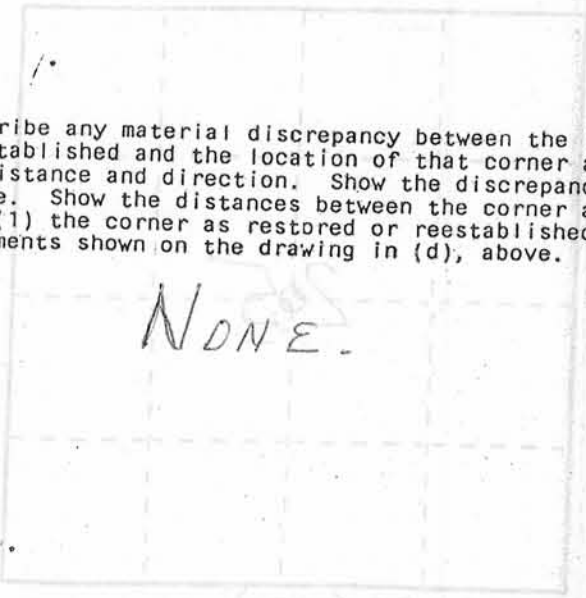 1.
ribe any material discrepancy between the
tablished and the location of that corner a
istance and direction. Show the discrepanc
e. Show the distances between the corner a
(1) the corner as restored or reestablished
ments shown on the drawing in (d), above.
NONE.